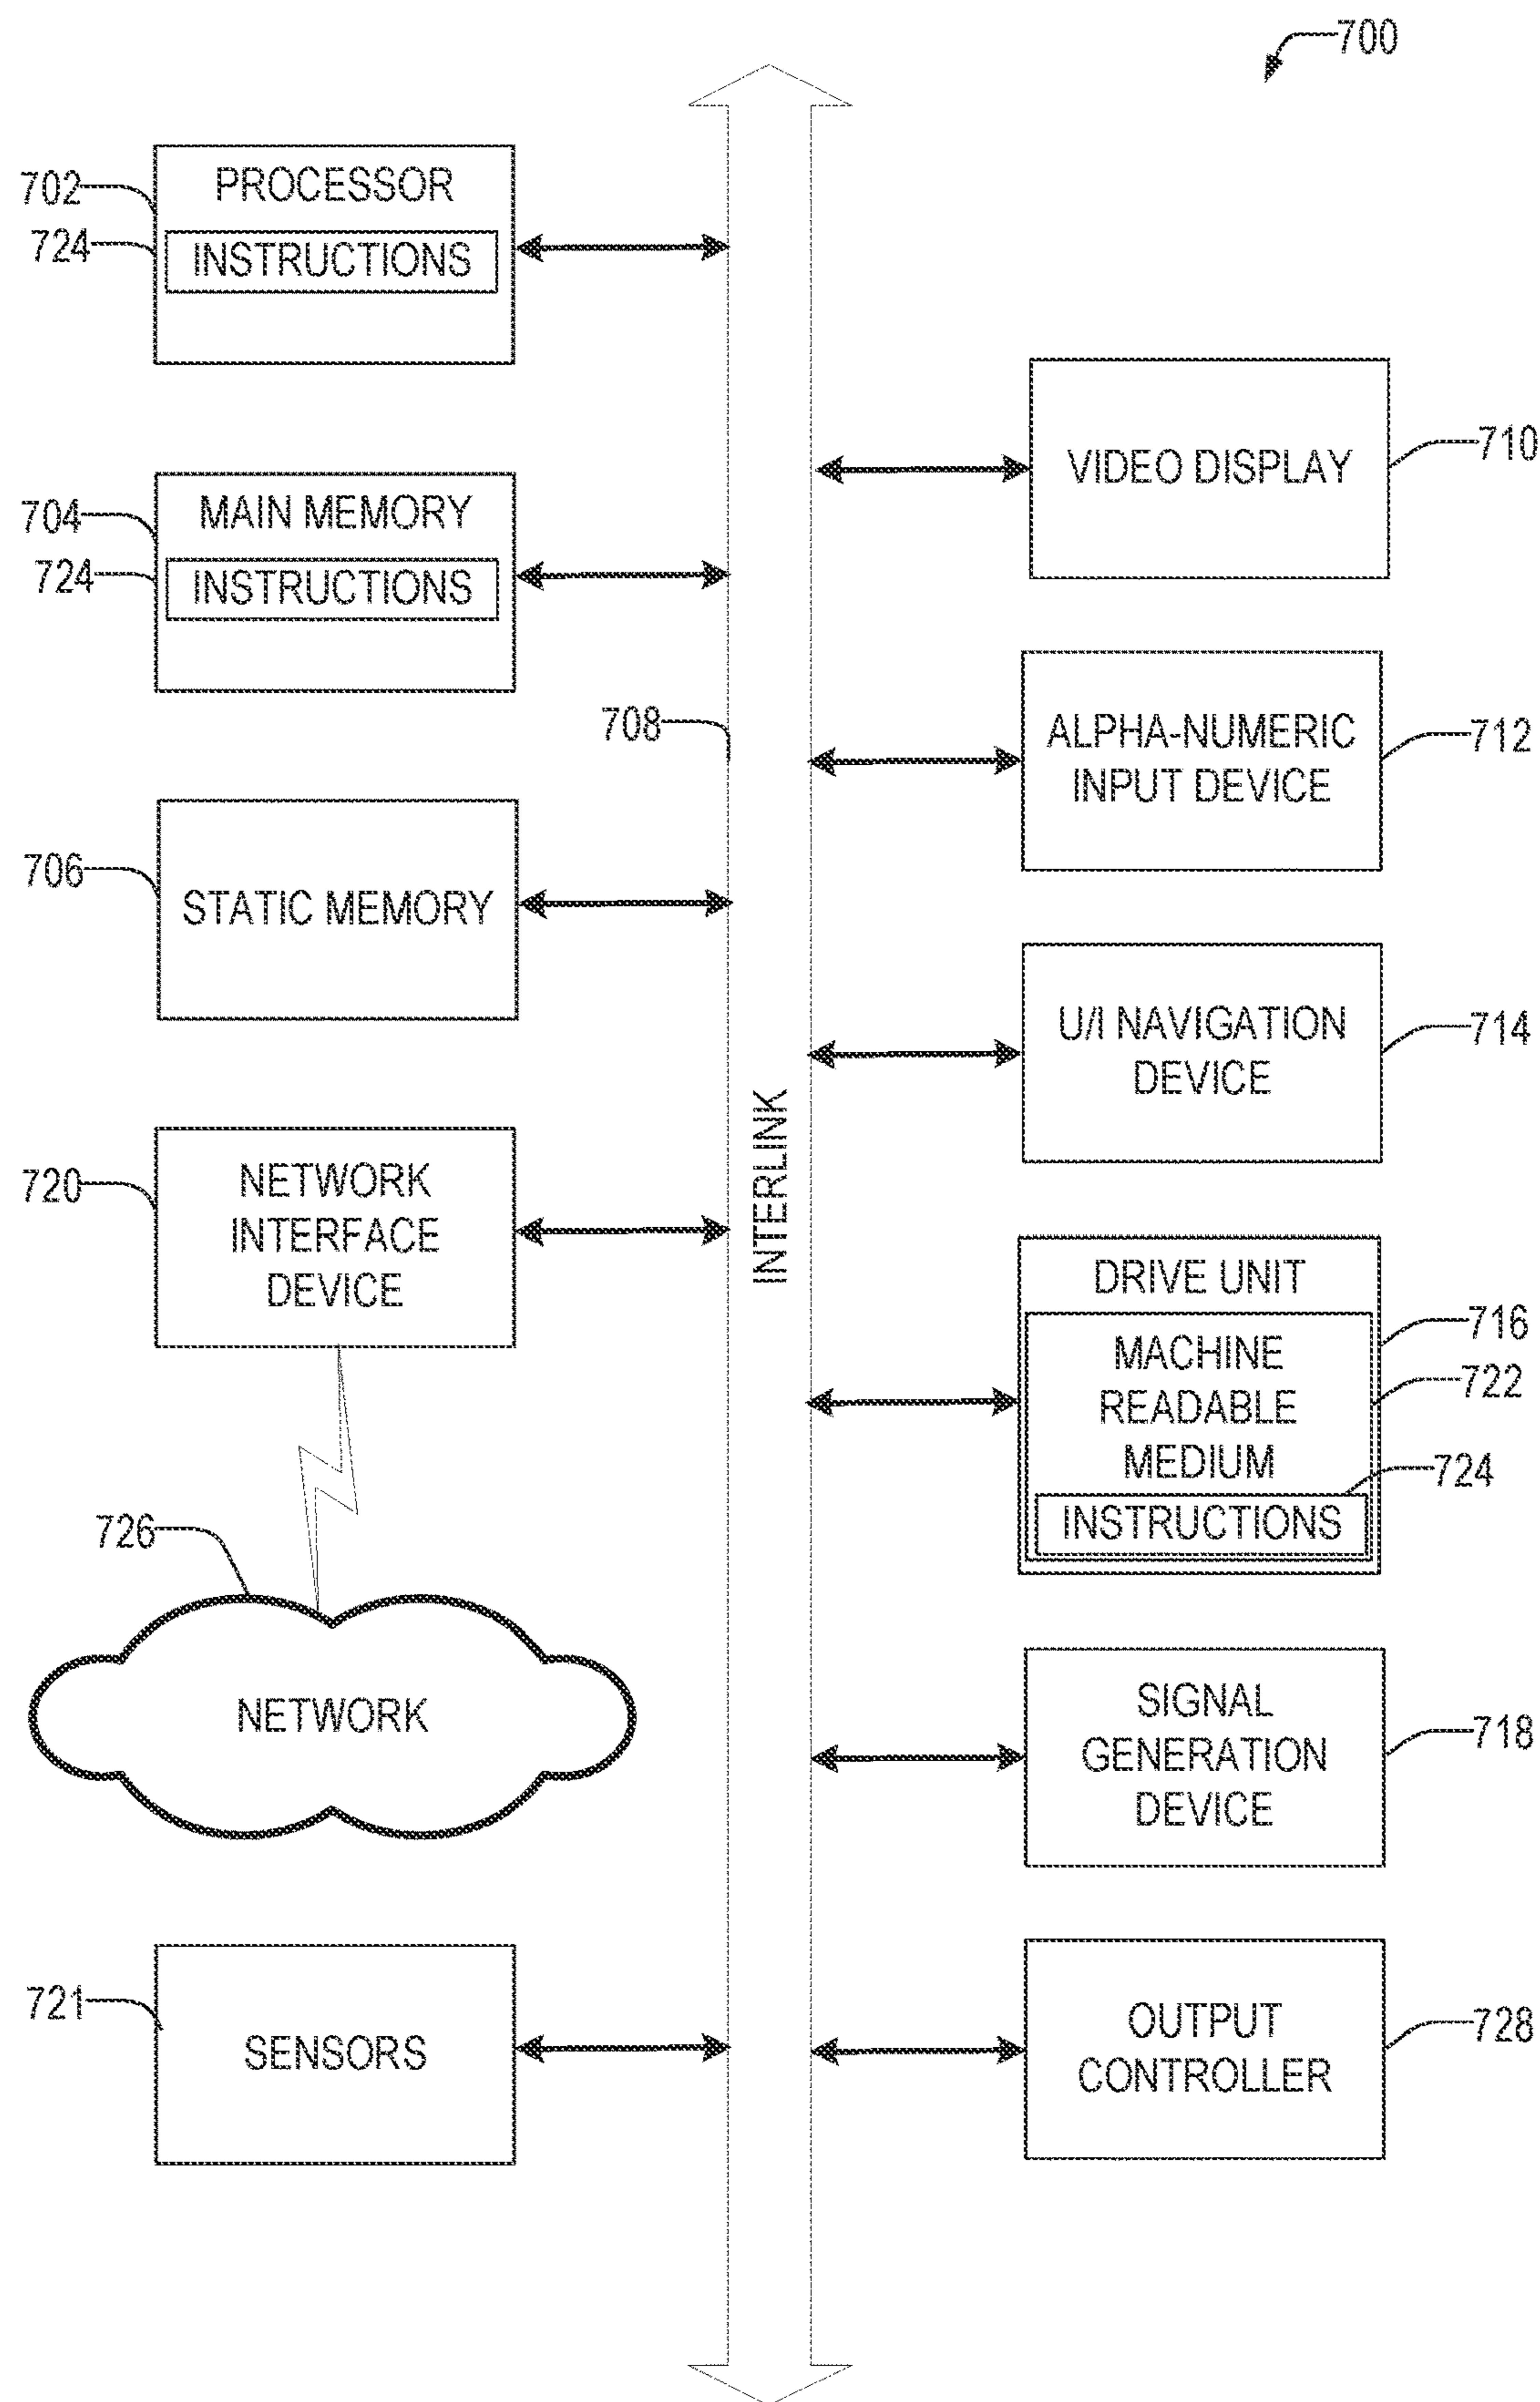 700
702
PROCESSOR
724
INSTRUCTIONS
704
MAIN MEMORY
724
INSTRUCTIONS
708
706
STATIC MEMORY
720
NETWORK
INTERFACE
DEVICE
726
NETWORK
721
SENSORS
INTERLINK
VIDEO DISPLAY
710
ALPHA-NUMERIC
INPUT DEVICE
712
U/I NAVIGATION
DEVICE
714
DRIVE UNIT
716
MACHINE
READABLE
MEDIUM
722
724
INSTRUCTIONS
SIGNAL
GENERATION
DEVICE
718
OUTPUT
CONTROLLER
728